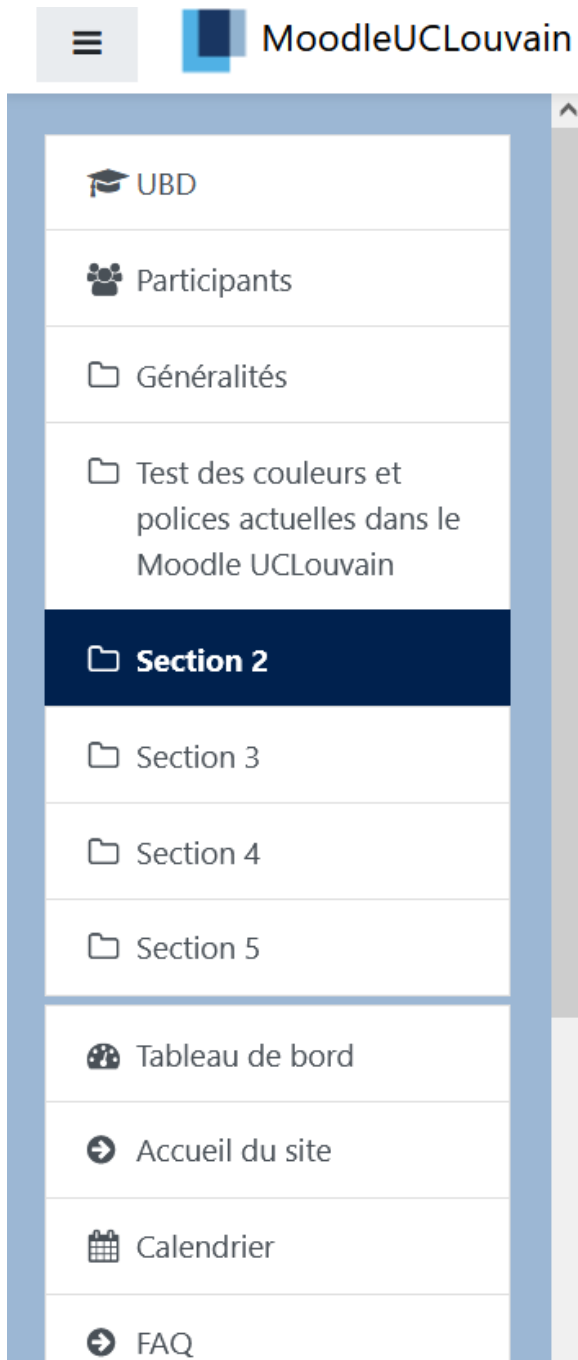 MoodleUCLouvain
UBD
Participants
Généralités
Test des couleurs et
polices actuelles dans le
Moodle UCLouvain
Section 2
Section 3
Section 4
Section 5
Tableau de bord
Accueil du site
Calendrier
FAQ